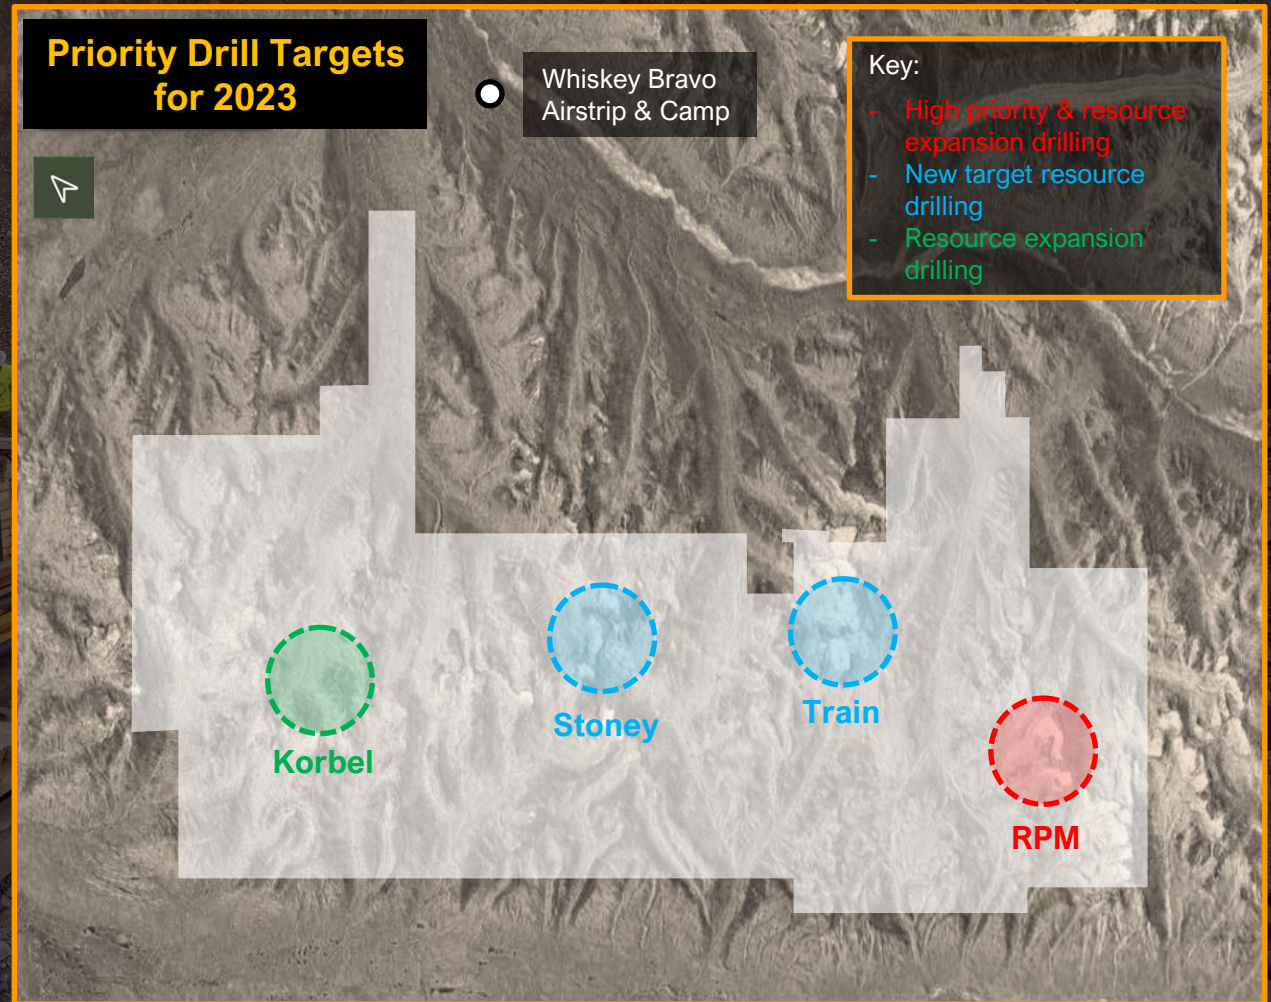 Priority Drill Targets
for 2023
Whiskey Bravo
Airstrip & Camp
Key:
- High priority & resource
expansion drilling
- New target resource
drilling
- Resource expansion
drilling
Korbel
Stoney
Train
RPM